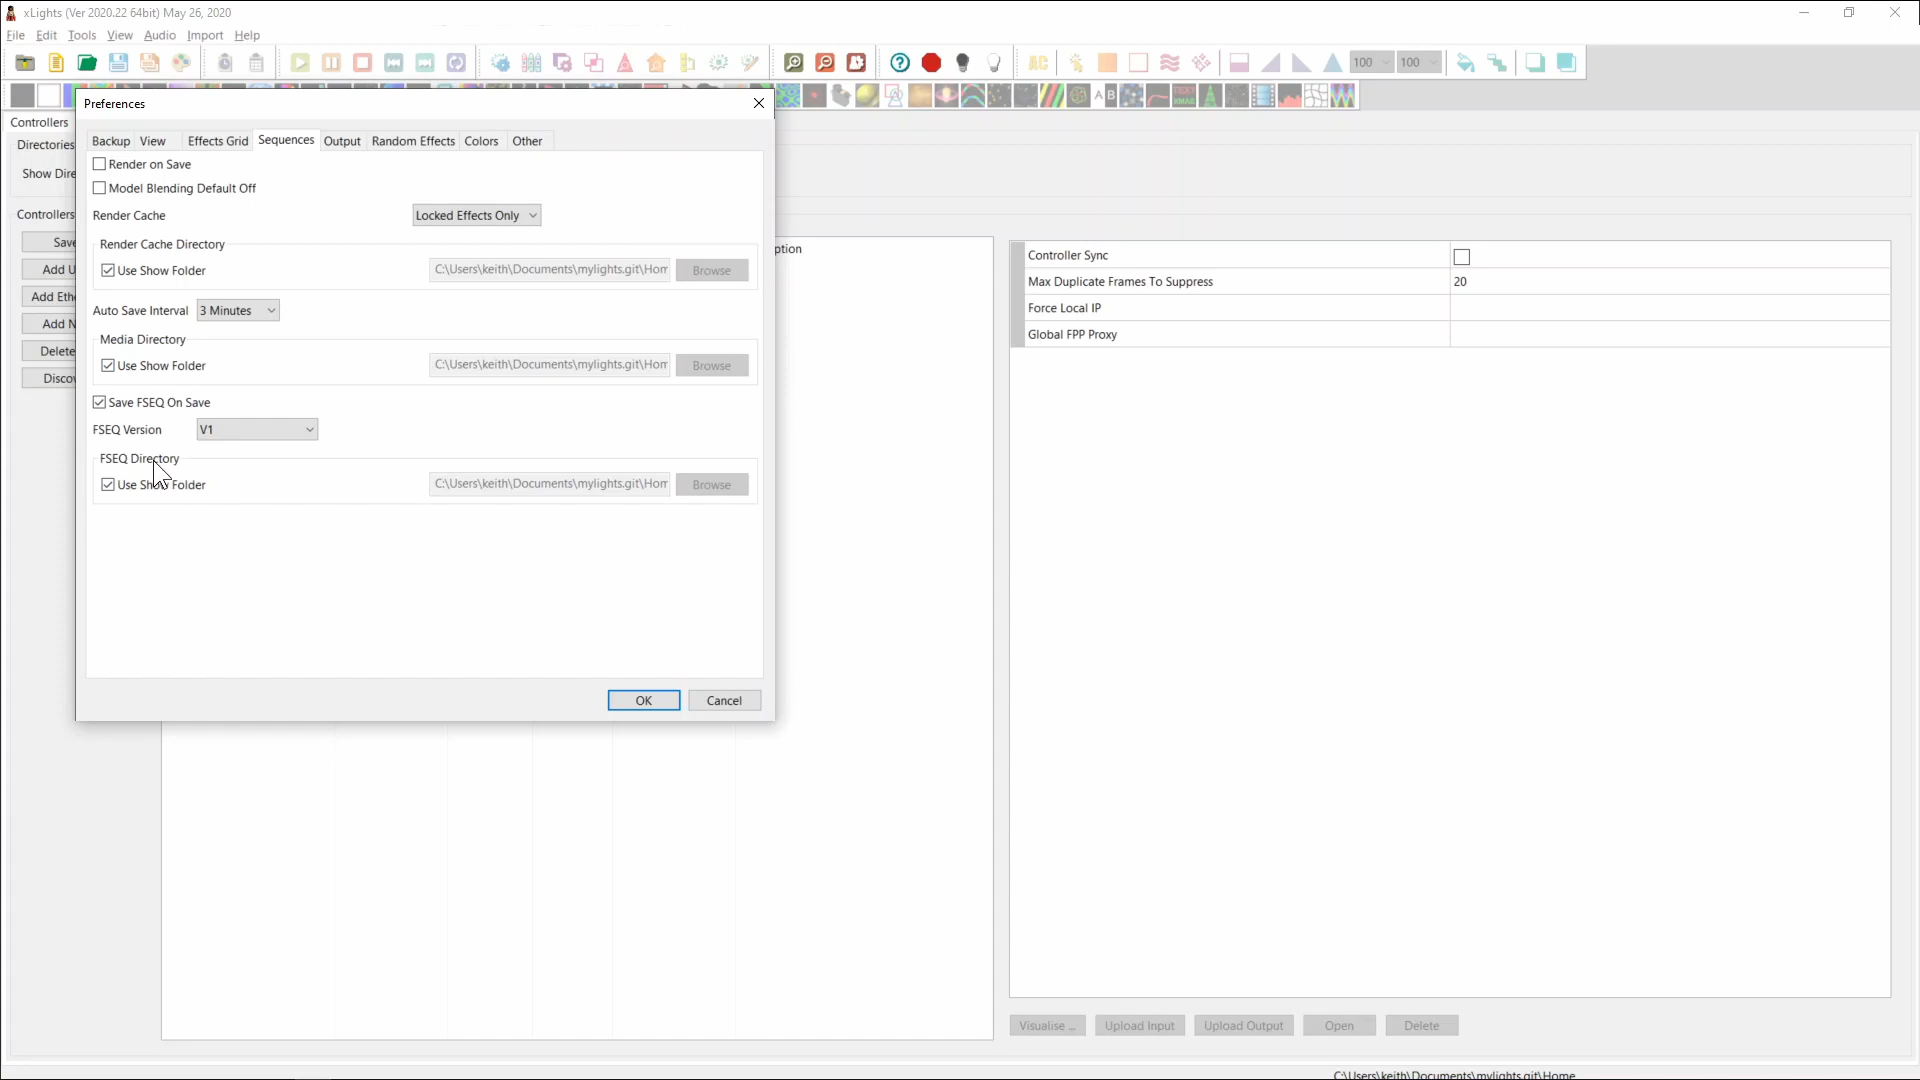 xLights (Ver 2020.22 64bit) May 26, 2020
File Edit Tools View Audio Import Help
AC 100 100
Preferences
A B
Controllers
Backup View Effects Grid Sequences Output Random Effects Colors Other
Directories
Show Dire
Render on Save
Model Blending Default Off
Controllers
Render Cache Locked Effects Only
Save
Render Cache Directory
ption
Controller Sync
Add U
Use Show Folder C:\Users\keith\Documents\mylights.git\Hom Browse
Max Duplicate Frames To Suppress 20
Add Eth
Force Local IP
Auto Save Interval 3 Minutes
Add N
Media Directory
Global FPP Proxy
Delete
Use Show Folder C:\Users\keith\Documents\mylights.git\Hom Browse
Disco
Save FSEQ On Save
FSEQ Version V1
FSEQ Directory
Use Show Folder C:\Users\keith\Documents\mylights.git\Hom Browse
OK Cancel
Visualise ... Upload Input Upload Output Open Delete
C:\Users\keith\Documents\mylights.git\Home